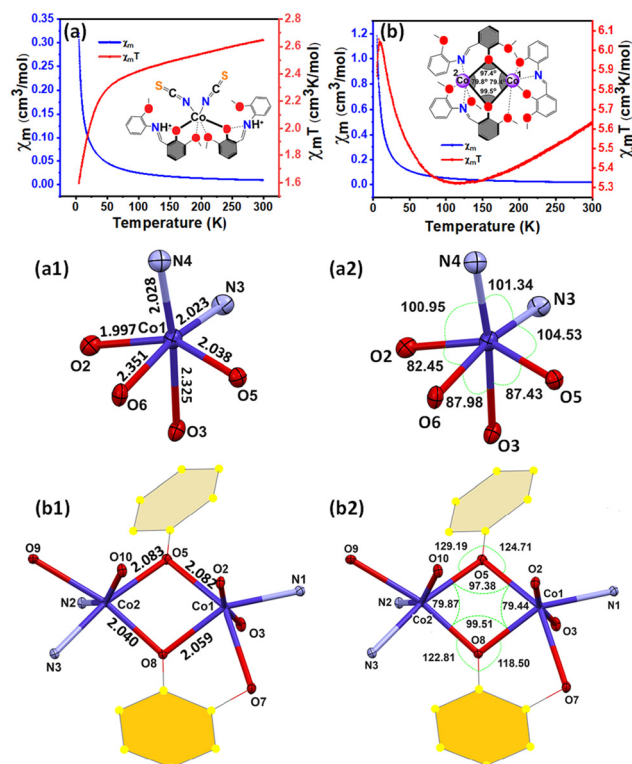 (a)
0.35
0.30
0.25
0.20
0.15
0.10
0.05
0.00
χm (cm³/mol)
0 50 100 150 200 250 300
Temperature (K)
2.8
2.6
2.4
2.2
2.0
1.8
1.6
χmT (cm³K/mol)
χm
χmT
S S
C C
N N
Co
NH⁺ NH⁺
(b)
1.2
1.0
0.8
0.6
0.4
0.2
0.0
χm (cm³/mol)
0 50 100 150 200 250 300
Temperature (K)
6.1
6.0
5.9
5.8
5.7
5.6
5.5
5.4
5.3
χmT (cm³K/mol)
χm
χmT
N N
2 Co Co 1
97.4°
79.8° 79.4°
99.5°
N N
(a1)
N4
2.028
2.023
N3
1.997
Co1
O2
2.038
2.351
2.325
O5
O6
O3
(a2)
N4
101.34
N3
100.95
104.53
O2
82.45
87.98
87.43
O5
O6
O3
(b1)
O9
O10
2.083
O5
2.082
O2
N1
N2
Co2
Co1
O3
N3
2.040
2.059
O8
O7
(b2)
129.19
124.71
O9
O10
O5
97.38
O2
Co1
N1
N2
79.87
79.44
Co2
99.51
O3
N3
O8
122.81
118.50
O7